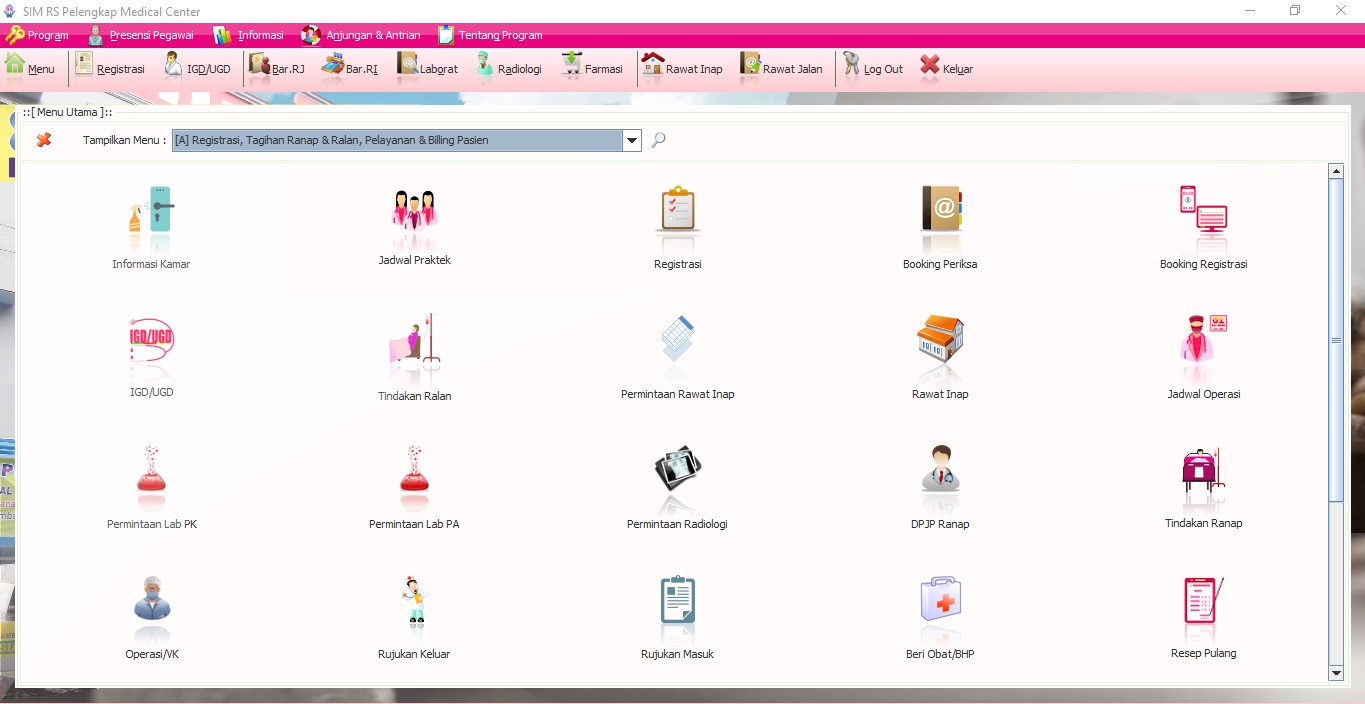 SIM RS Pelengkap Medical Center
Program Presensi Pegawai Informasi Anjungan & Antrian Tentang Program
Menu Registrasi IGD/UGD Bar.RJ Bar.RI Laborat Radiologi Farmasi Rawat Inap Rawat Jalan Log Out Keluar
::[ Menu Utama ]::
Tampilkan Menu : [A] Registrasi, Tagihan Ranap & Ralan, Pelayanan & Billing Pasien
Informasi Kamar Jadwal Praktek Registrasi Booking Periksa Booking Registrasi
IGD/UGD
IGD/UGD Tindakan Ralan Permintaan Rawat Inap Rawat Inap Jadwal Operasi
Permintaan Lab PK Permintaan Lab PA Permintaan Radiologi DPJP Ranap Tindakan Ranap
Operasi/VK Rujukan Keluar Rujukan Masuk Beri Obat/BHP Resep Pulang